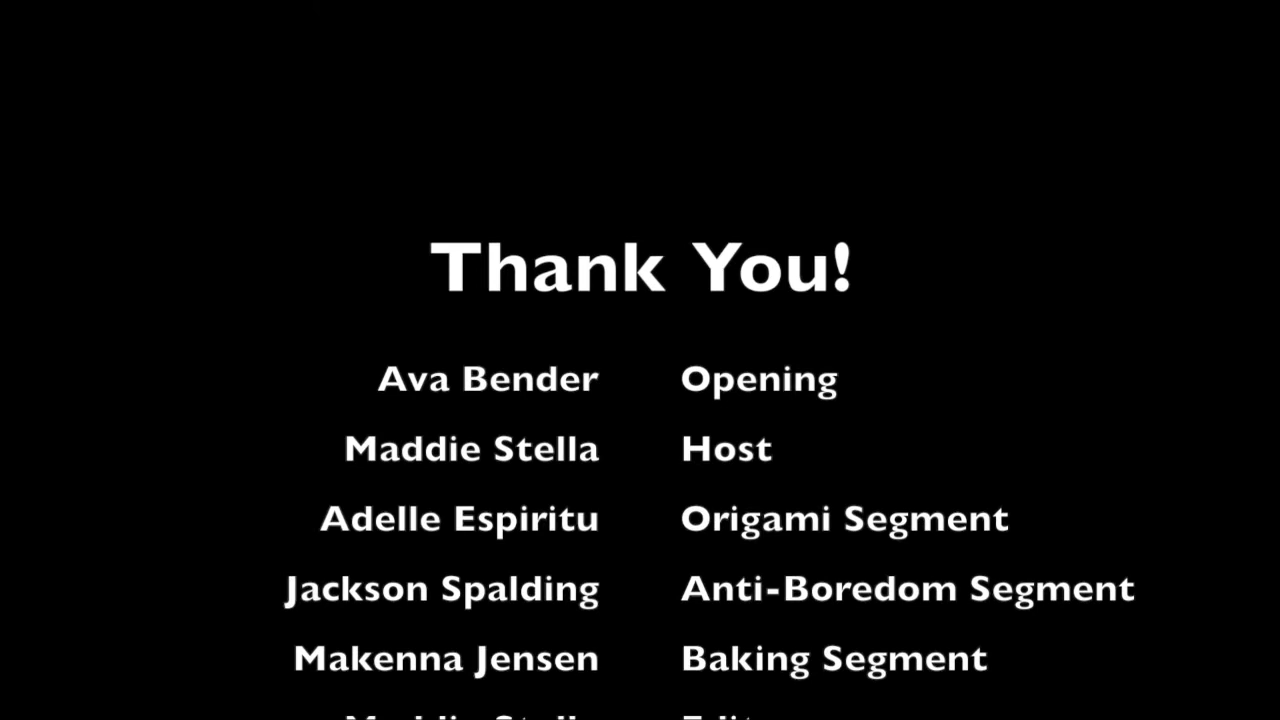 Thank You!
Ava Bender Opening
Maddie Stella Host
Adelle Espiritu Origami Segment
Jackson Spalding Anti-Boredom Segment
Makenna Jensen Baking Segment